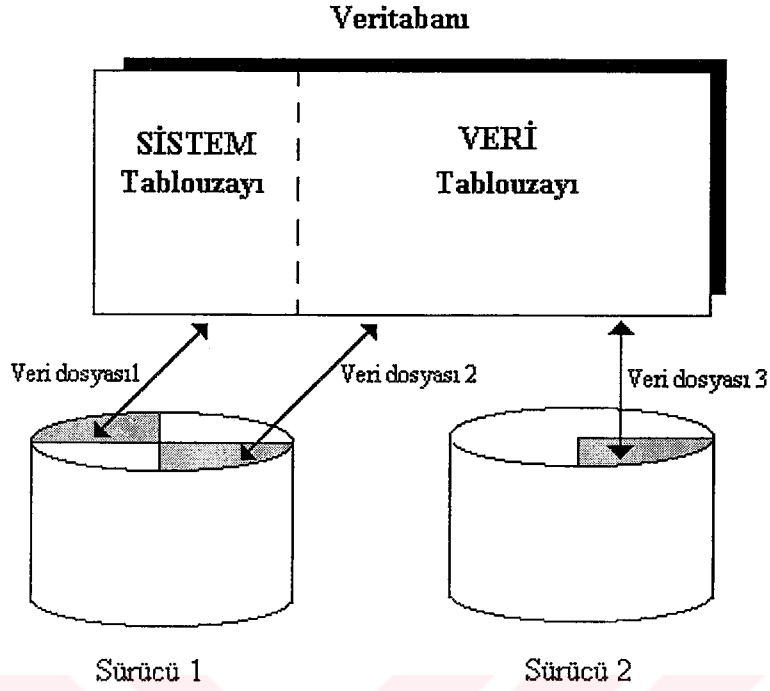 Veritabanı
SİSTEM
Tablouzayı
VERİ
Tablouzayı
Veri dosyası1
Veri dosyası 2
Veri dosyası 3
Sürücü 1
Sürücü 2